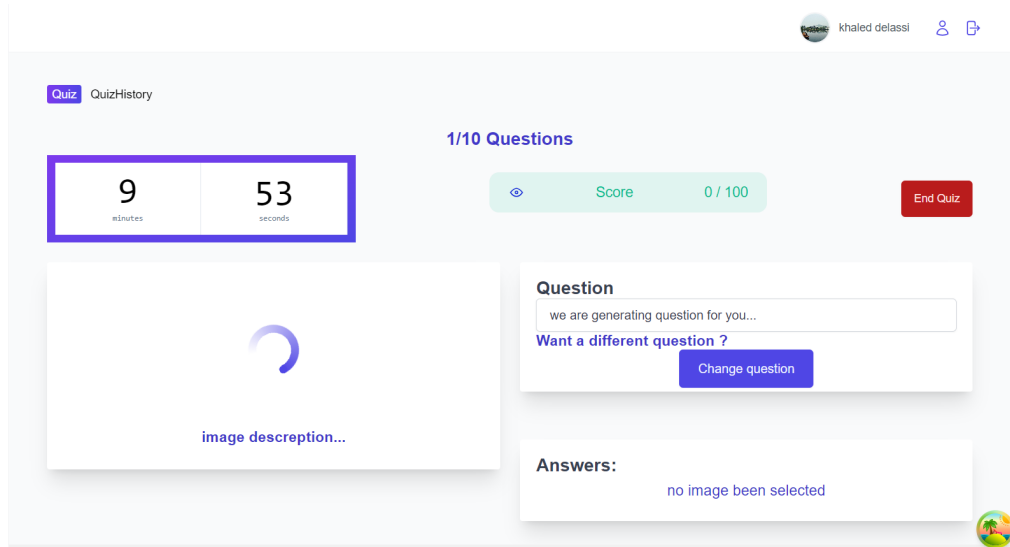 khaled delassi
Quiz QuizHistory
1/10 Questions
9 53
minutes seconds
Score 0 / 100
End Quiz
Question
we are generating question for you...
Want a different question ?
Change question
image descreption...
Answers:
no image been selected